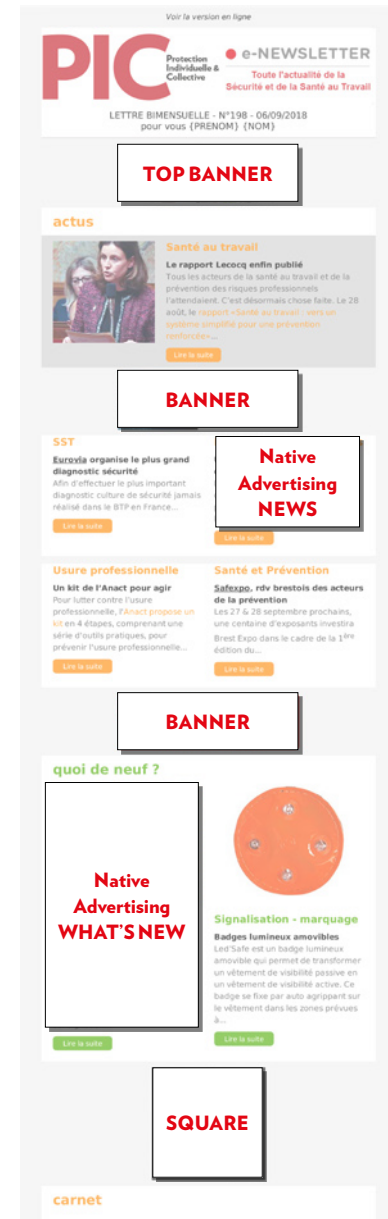 Voir la version en ligne
PIC
Protection
Individuelle &
Collective
e-NEWSLETTER
Toute l'actualité de la
Sécurité et de la Santé au Travail
LETTRE BIMENSUELLE - N°198 - 06/09/2018
pour vous {PRENOM} {NOM}
TOP BANNER
actus
Santé au travail
Le rapport Lecocq enfin publié
Tous les acteurs de la santé au travail et de la
prévention des risques professionnels
l'attendaient. C'est désormais chose faite. Le 28
août, le rapport «Santé au travail : vers un
système simplifié pour une prévention
renforcée»...
Lire la suite
BANNER
SST
Eurovia organise le plus grand
diagnostic sécurité
Afin d'effectuer le plus important
diagnostic culture de sécurité jamais
réalisé dans le BTP en France...
Lire la suite
Native
Advertising
NEWS
Lire la suite
Usure professionnelle
Un kit de l'Anact pour agir
Pour lutter contre l'usure
professionnelle, l'Anact propose un
kit en 4 étapes, comprenant une
série d'outils pratiques, pour
prévenir l'usure professionnelle...
Lire la suite
Santé et Prévention
Safexpo, rdv brestois des acteurs
de la prévention
Les 27 & 28 septembre prochains,
une centaine d'exposants investira
Brest Expo dans le cadre de la 1ère
édition du...
Lire la suite
BANNER
quoi de neuf ?
Native
Advertising
WHAT'S NEW
Lire la suite
Signalisation - marquage
Badges lumineux amovibles
Led'Safe est un badge lumineux
amovible qui permet de transformer
un vêtement de visibilité passive en
un vêtement de visibilité active. Ce
badge se fixe par auto agrippant sur
le vêtement dans les zones prévues
à...
Lire la suite
SQUARE
carnet